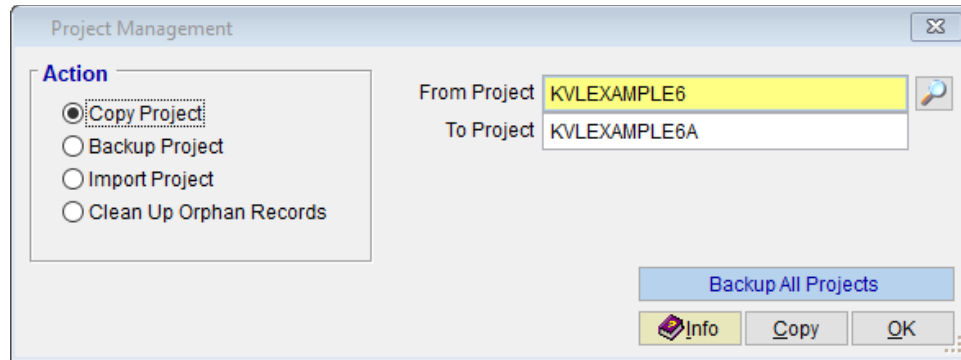 Project Management
Action
Copy Project
Backup Project
Import Project
Clean Up Orphan Records
From Project KVLEXAMPLE6
To Project KVLEXAMPLE6A
Backup All Projects
Info Copy OK